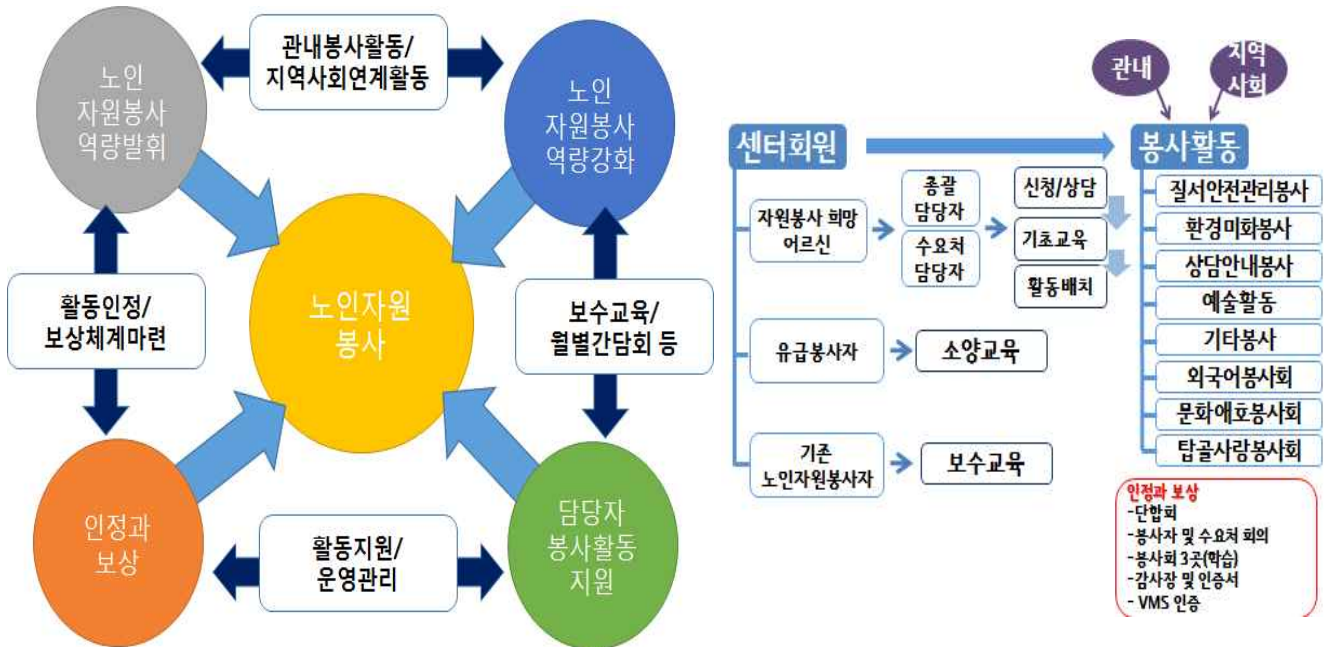 노인
자원봉사
역량발휘
관내봉사활동/
지역사회연계활동
노인
자원봉사
역량강화
활동인정/
보상체계마련
노인자원
봉사
보수교육/
월별간담회 등
인정과
보상
활동지원/
운영관리
담당자
봉사활동
지원
관내
지역
사회
센터회원
봉사활동
자원봉사 희망
어르신
총괄
담당자
수요처
담당자
신청/상담
기초교육
활동배치
유급봉사자
소양교육
기존
노인자원봉사자
보수교육
질서안전관리봉사
환경미화봉사
상담안내봉사
예술활동
기타봉사
외국어봉사회
문화애호봉사회
탑골사랑봉사회
인정과 보상
-단합회
-봉사자 및 수요처 회의
-봉사회 3곳(학습)
-감사장 및 인증서
- VMS 인증